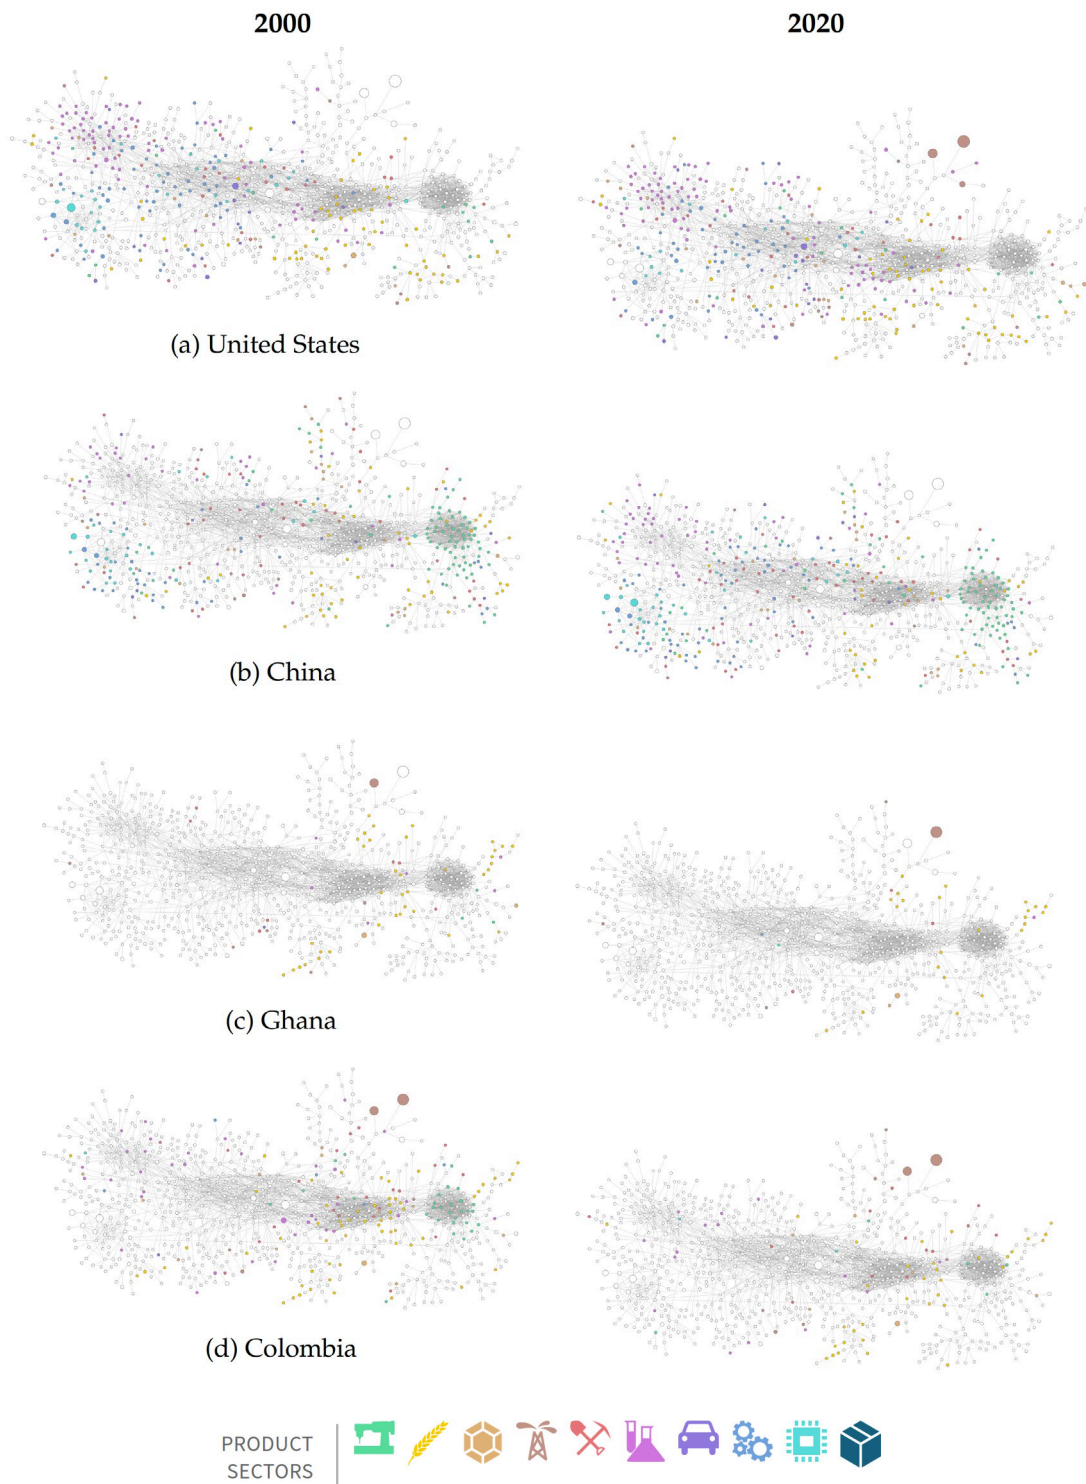 2000
2020
(a) United States
(b) China
(c) Ghana
(d) Colombia
PRODUCT
SECTORS